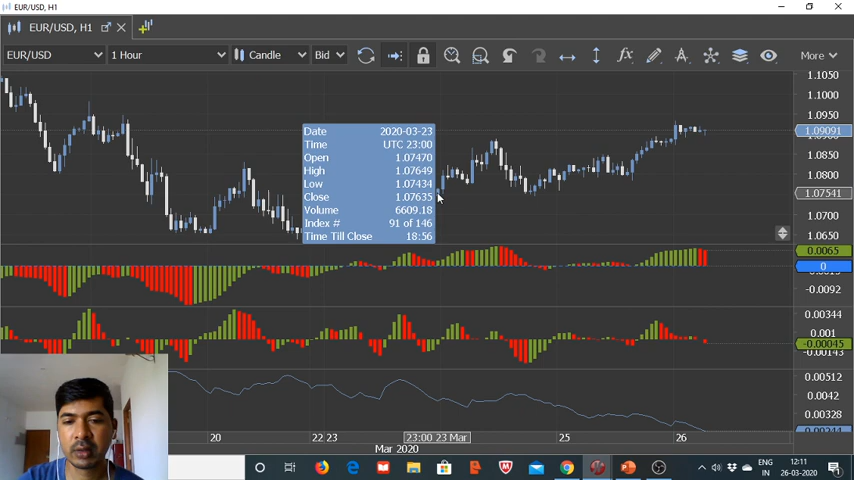 EUR/USD, H1
EUR/USD, H1
EUR/USD
1 Hour
Candle
Bid
More
Date 2020-03-23
Time UTC 23:00
Open 1.07470
High 1.07649
Low 1.07434
Close 1.07635
Volume 6609.18
Index # 91 of 146
Time Till Close 18:56
1.1050
1.1000
1.0950
1.09091
1.0850
1.0800
1.07541
1.0700
1.0650
0.0065
0
-0.0092
0.00344
0.001
-0.00045
-0.00143
0.00512
0.0042
0.00328
20
22 23
23:00 23 Mar
25
26
Mar 2020
ENG
IN
12:11
26-03-2020